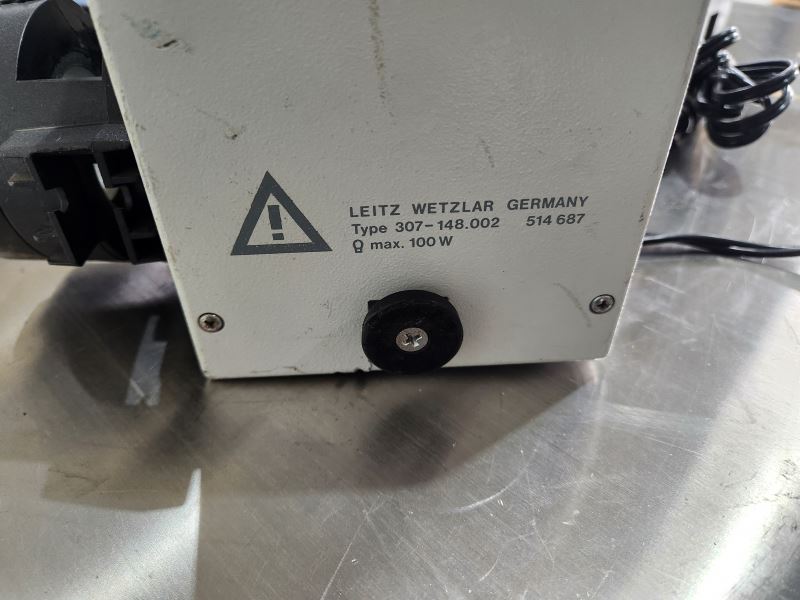 !
LEITZ WETZLAR GERMANY
Type 307-148.002 514 687
max. 100 W